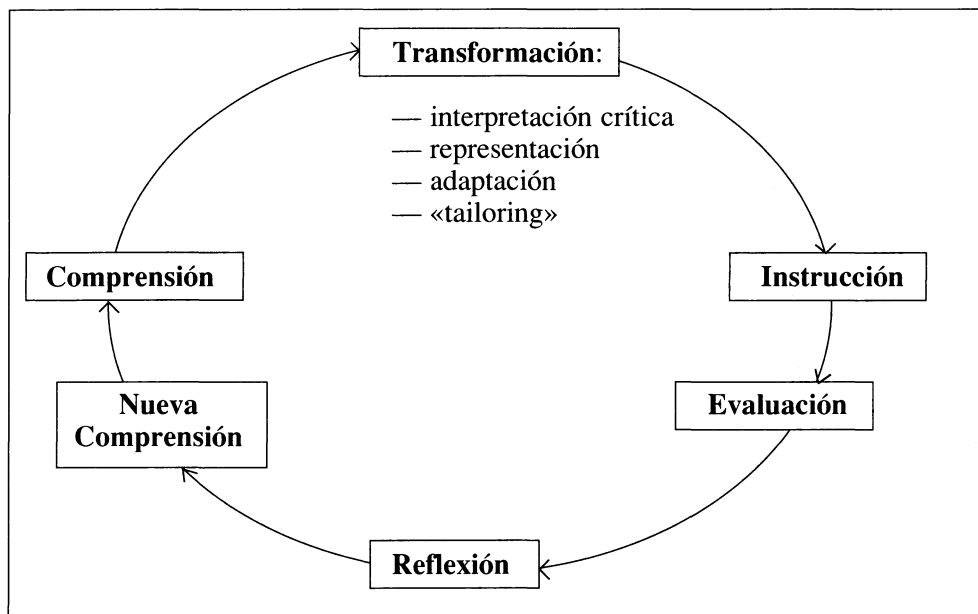 Transformación:
— interpretación crítica
— representación
— adaptación
— «tailoring»
Comprensión
Instrucción
Nueva
Comprensión
Evaluación
Reflexión